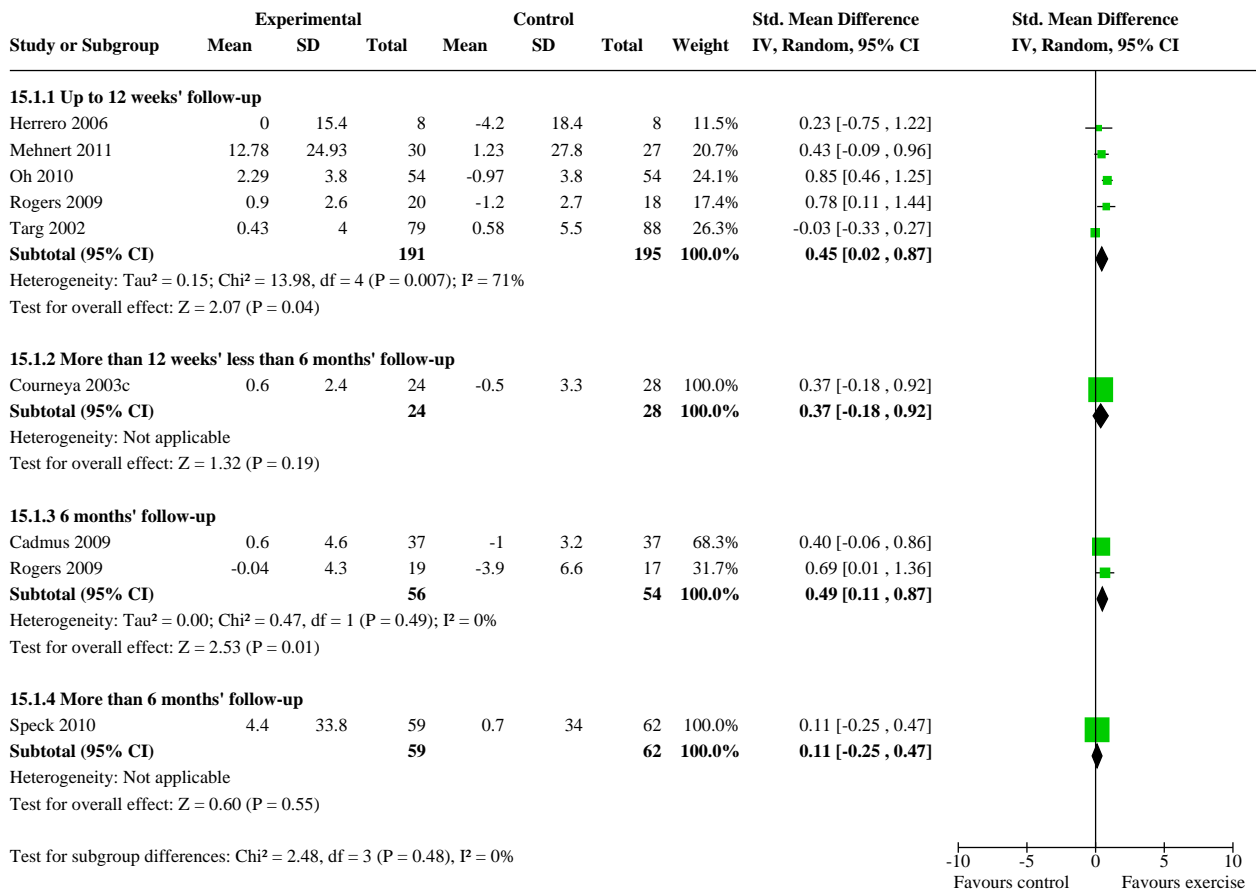 Experimental Control Std. Mean Difference Std. Mean Difference
Study or Subgroup Mean SD Total Mean SD Total Weight IV, Random, 95% CI IV, Random, 95% CI
15.1.1 Up to 12 weeks' follow-up
Herrero 2006 0 15.4 8 -4.2 18.4 8 11.5% 0.23 [-0.75 , 1.22]
Mehnert 2011 12.78 24.93 30 1.23 27.8 27 20.7% 0.43 [-0.09 , 0.96]
Oh 2010 2.29 3.8 54 -0.97 3.8 54 24.1% 0.85 [0.46 , 1.25]
Rogers 2009 0.9 2.6 20 -1.2 2.7 18 17.4% 0.78 [0.11 , 1.44]
Targ 2002 0.43 4 79 0.58 5.5 88 26.3% -0.03 [-0.33 , 0.27]
Subtotal (95% CI) 191 195 100.0% 0.45 [0.02 , 0.87]
Heterogeneity: Tau² = 0.15; Chi² = 13.98, df = 4 (P = 0.007); I² = 71%
Test for overall effect: Z = 2.07 (P = 0.04)
15.1.2 More than 12 weeks' less than 6 months' follow-up
Courneya 2003c 0.6 2.4 24 -0.5 3.3 28 100.0% 0.37 [-0.18 , 0.92]
Subtotal (95% CI) 24 28 100.0% 0.37 [-0.18 , 0.92]
Heterogeneity: Not applicable
Test for overall effect: Z = 1.32 (P = 0.19)
15.1.3 6 months' follow-up
Cadmus 2009 0.6 4.6 37 -1 3.2 37 68.3% 0.40 [-0.06 , 0.86]
Rogers 2009 -0.04 4.3 19 -3.9 6.6 17 31.7% 0.69 [0.01 , 1.36]
Subtotal (95% CI) 56 54 100.0% 0.49 [0.11 , 0.87]
Heterogeneity: Tau² = 0.00; Chi² = 0.47, df = 1 (P = 0.49); I² = 0%
Test for overall effect: Z = 2.53 (P = 0.01)
15.1.4 More than 6 months' follow-up
Speck 2010 4.4 33.8 59 0.7 34 62 100.0% 0.11 [-0.25 , 0.47]
Subtotal (95% CI) 59 62 100.0% 0.11 [-0.25 , 0.47]
Heterogeneity: Not applicable
Test for overall effect: Z = 0.60 (P = 0.55)
Test for subgroup differences: Chi² = 2.48, df = 3 (P = 0.48), I² = 0%
-10 -5 0 5 10
Favours control Favours exercise